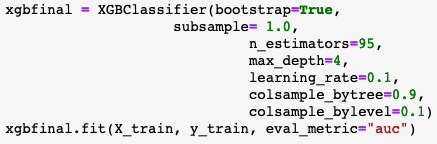 xgbfinal = XGBClassifier(bootstrap=True,
subsample= 1.0,
n_estimators=95,
max_depth=4,
learning_rate=0.1,
colsample_bytree=0.9,
colsample_bylevel=0.1)
xgbfinal.fit(X_train, y_train, eval_metric="auc")